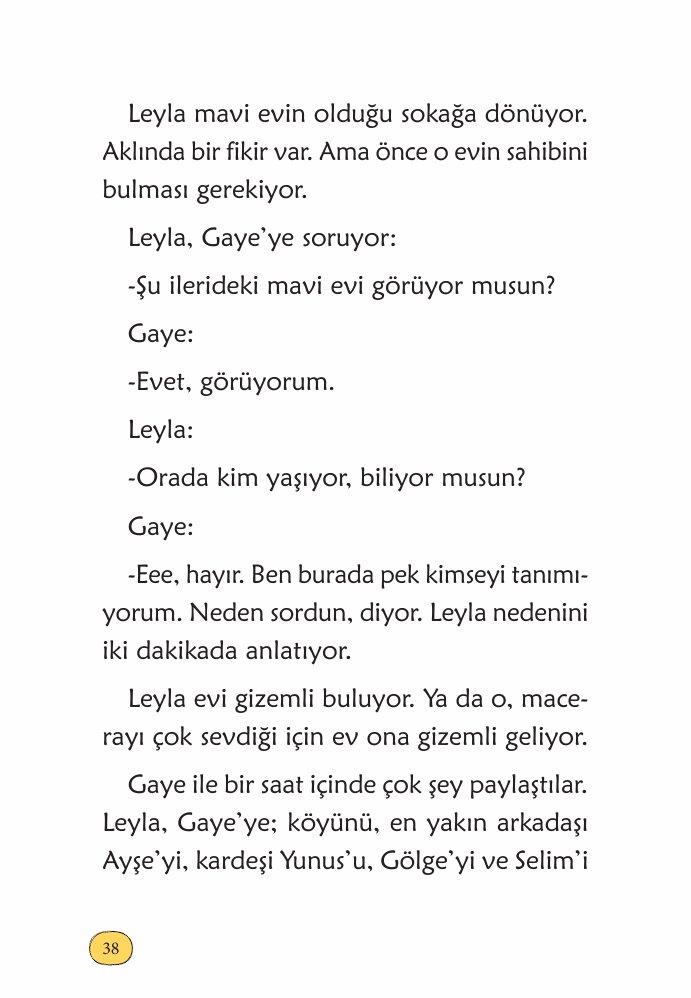 Leyla mavi evin olduğu sokağa dönüyor.
Aklında bir fikir var. Ama önce o evin sahibini
bulması gerekiyor.
Leyla, Gaye’ye soruyor:
-Şu ilerideki mavi evi görüyor musun?
Gaye:
-Evet, görüyorum.
Leyla:
-Orada kim yaşıyor, biliyor musun?
Gaye:
-Eee, hayır. Ben burada pek kimseyi tanımı-
yorum. Neden sordun, diyor. Leyla nedenini
iki dakikada anlatıyor.
Leyla evi gizemli buluyor. Ya da o, mace-
rayı çok sevdiği için ev ona gizemli geliyor.
Gaye ile bir saat içinde çok şey paylaştılar.
Leyla, Gaye’ye; köyünü, en yakın arkadaşı
Ayşe’yi, kardeşi Yunus’u, Gölge’yi ve Selim’i
38